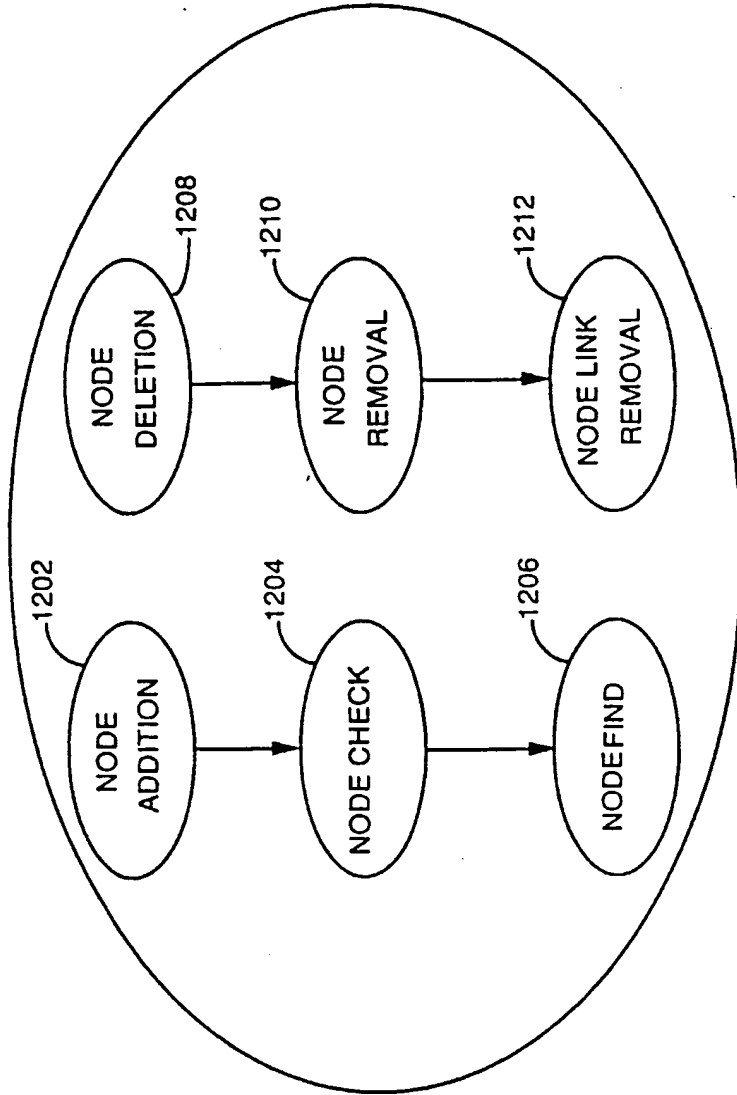 1202
NODE
ADDITION
1204
NODE CHECK
1206
NODEFIND
1208
NODE
DELETION
1210
NODE
REMOVAL
1212
NODE LINK
REMOVAL